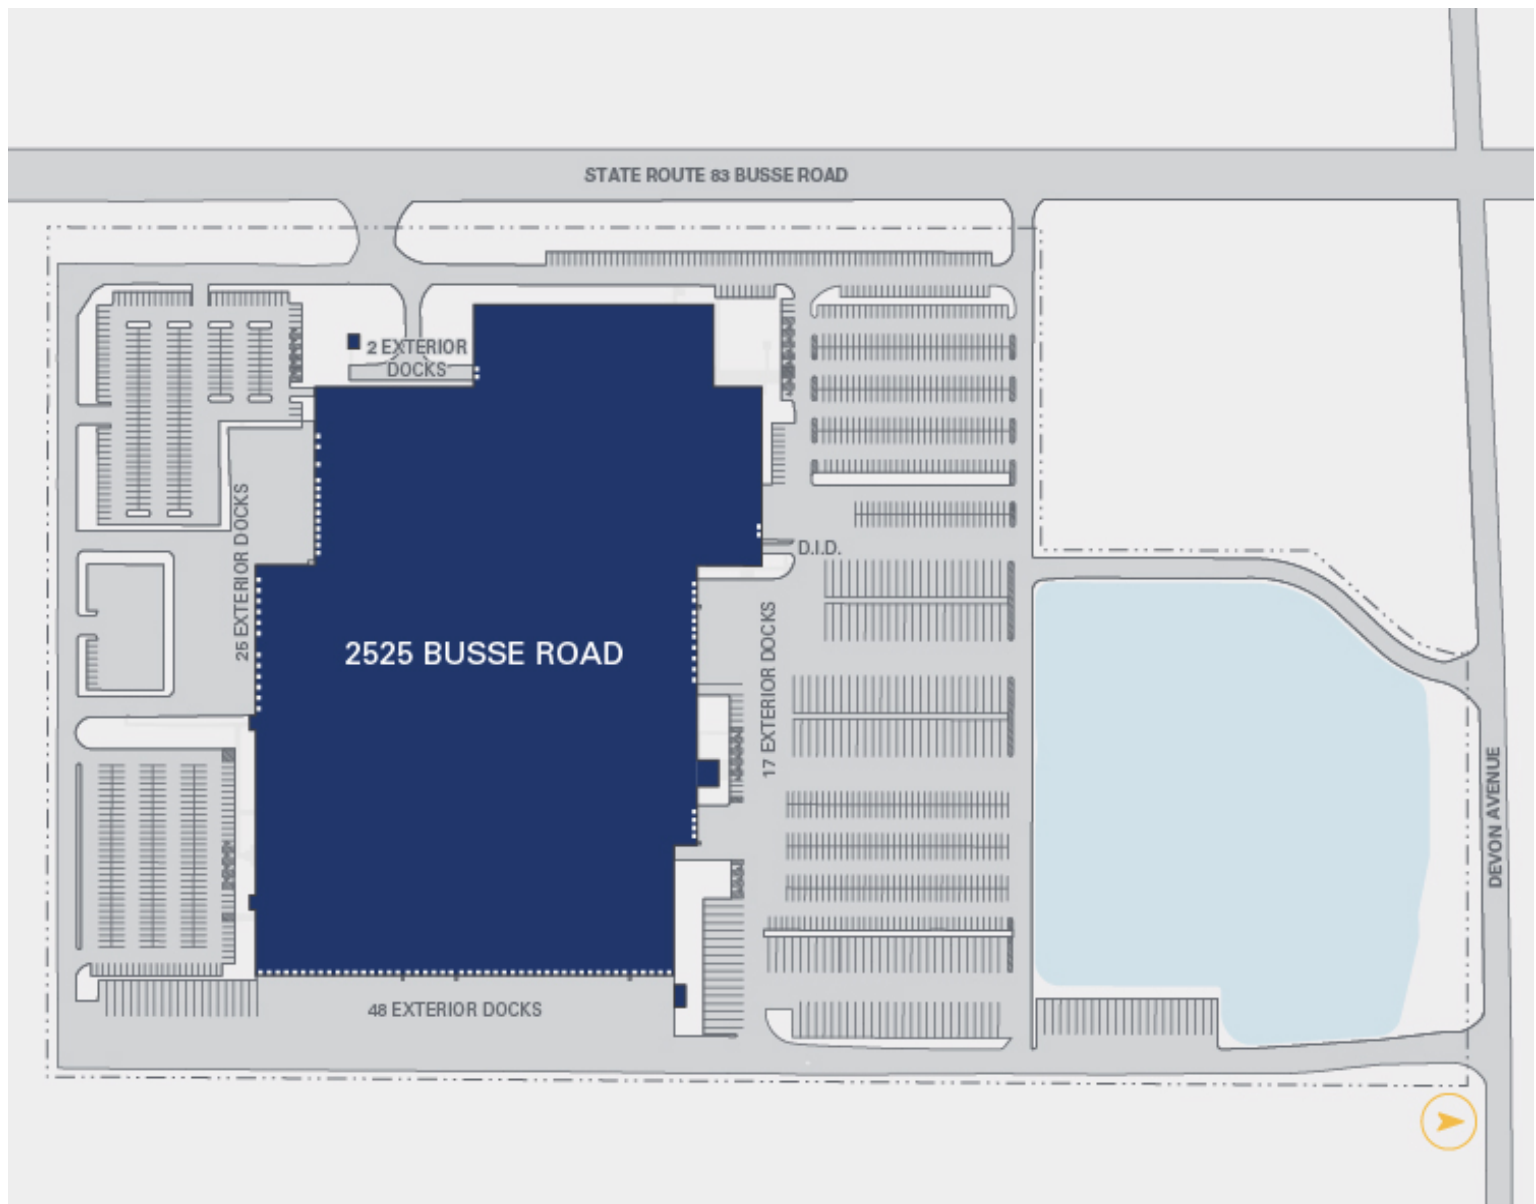 STATE ROUTE 83 BUSSE ROAD
2 EXTERIOR
DOCKS
25 EXTERIOR DOCKS
D.I.D.
2525 BUSSE ROAD
17 EXTERIOR DOCKS
DEVON AVENUE
48 EXTERIOR DOCKS